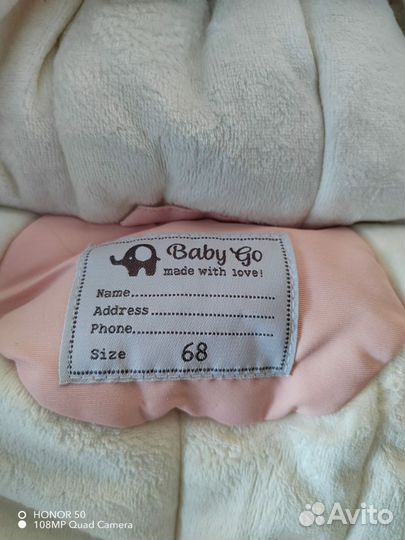 Baby Go
made with love!
Name
Address
Phone
Size 68
HONOR 50
108MP Quad Camera
Avito